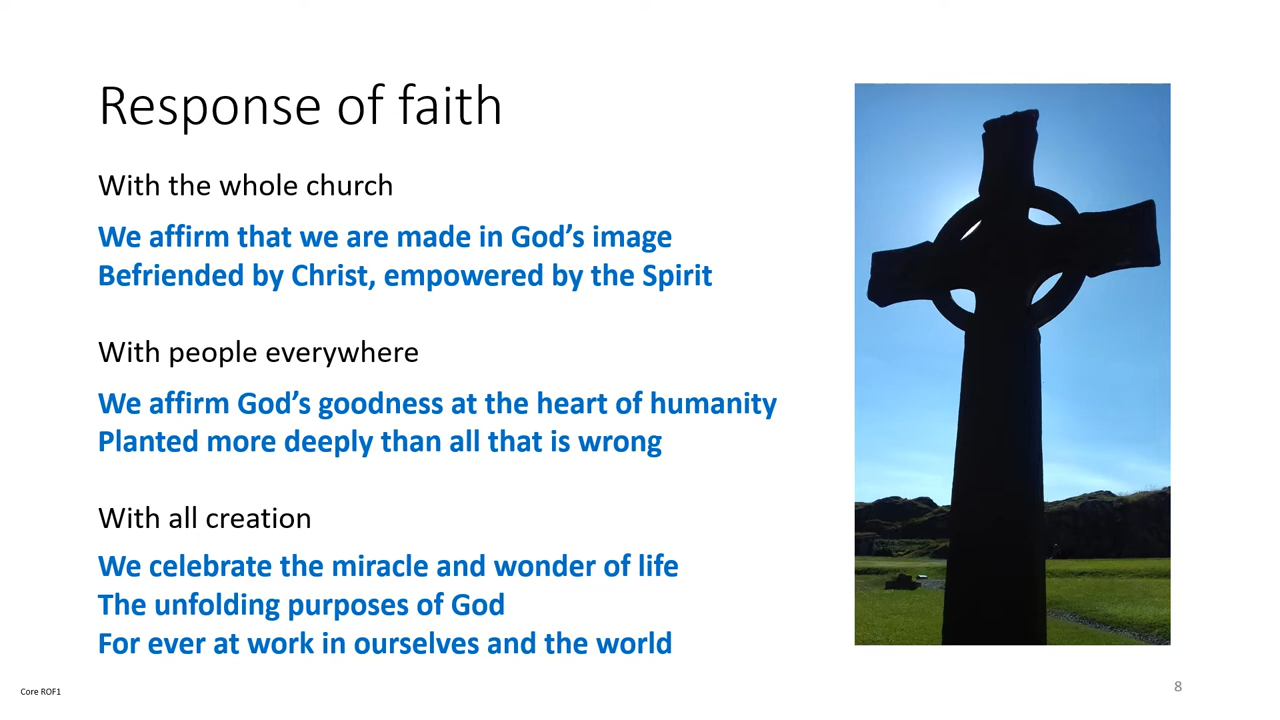 Response of faith
With the whole church
We affirm that we are made in God’s image
Befriended by Christ, empowered by the Spirit
With people everywhere
We affirm God’s goodness at the heart of humanity
Planted more deeply than all that is wrong
With all creation
We celebrate the miracle and wonder of life
The unfolding purposes of God
For ever at work in ourselves and the world
Core ROF1
8